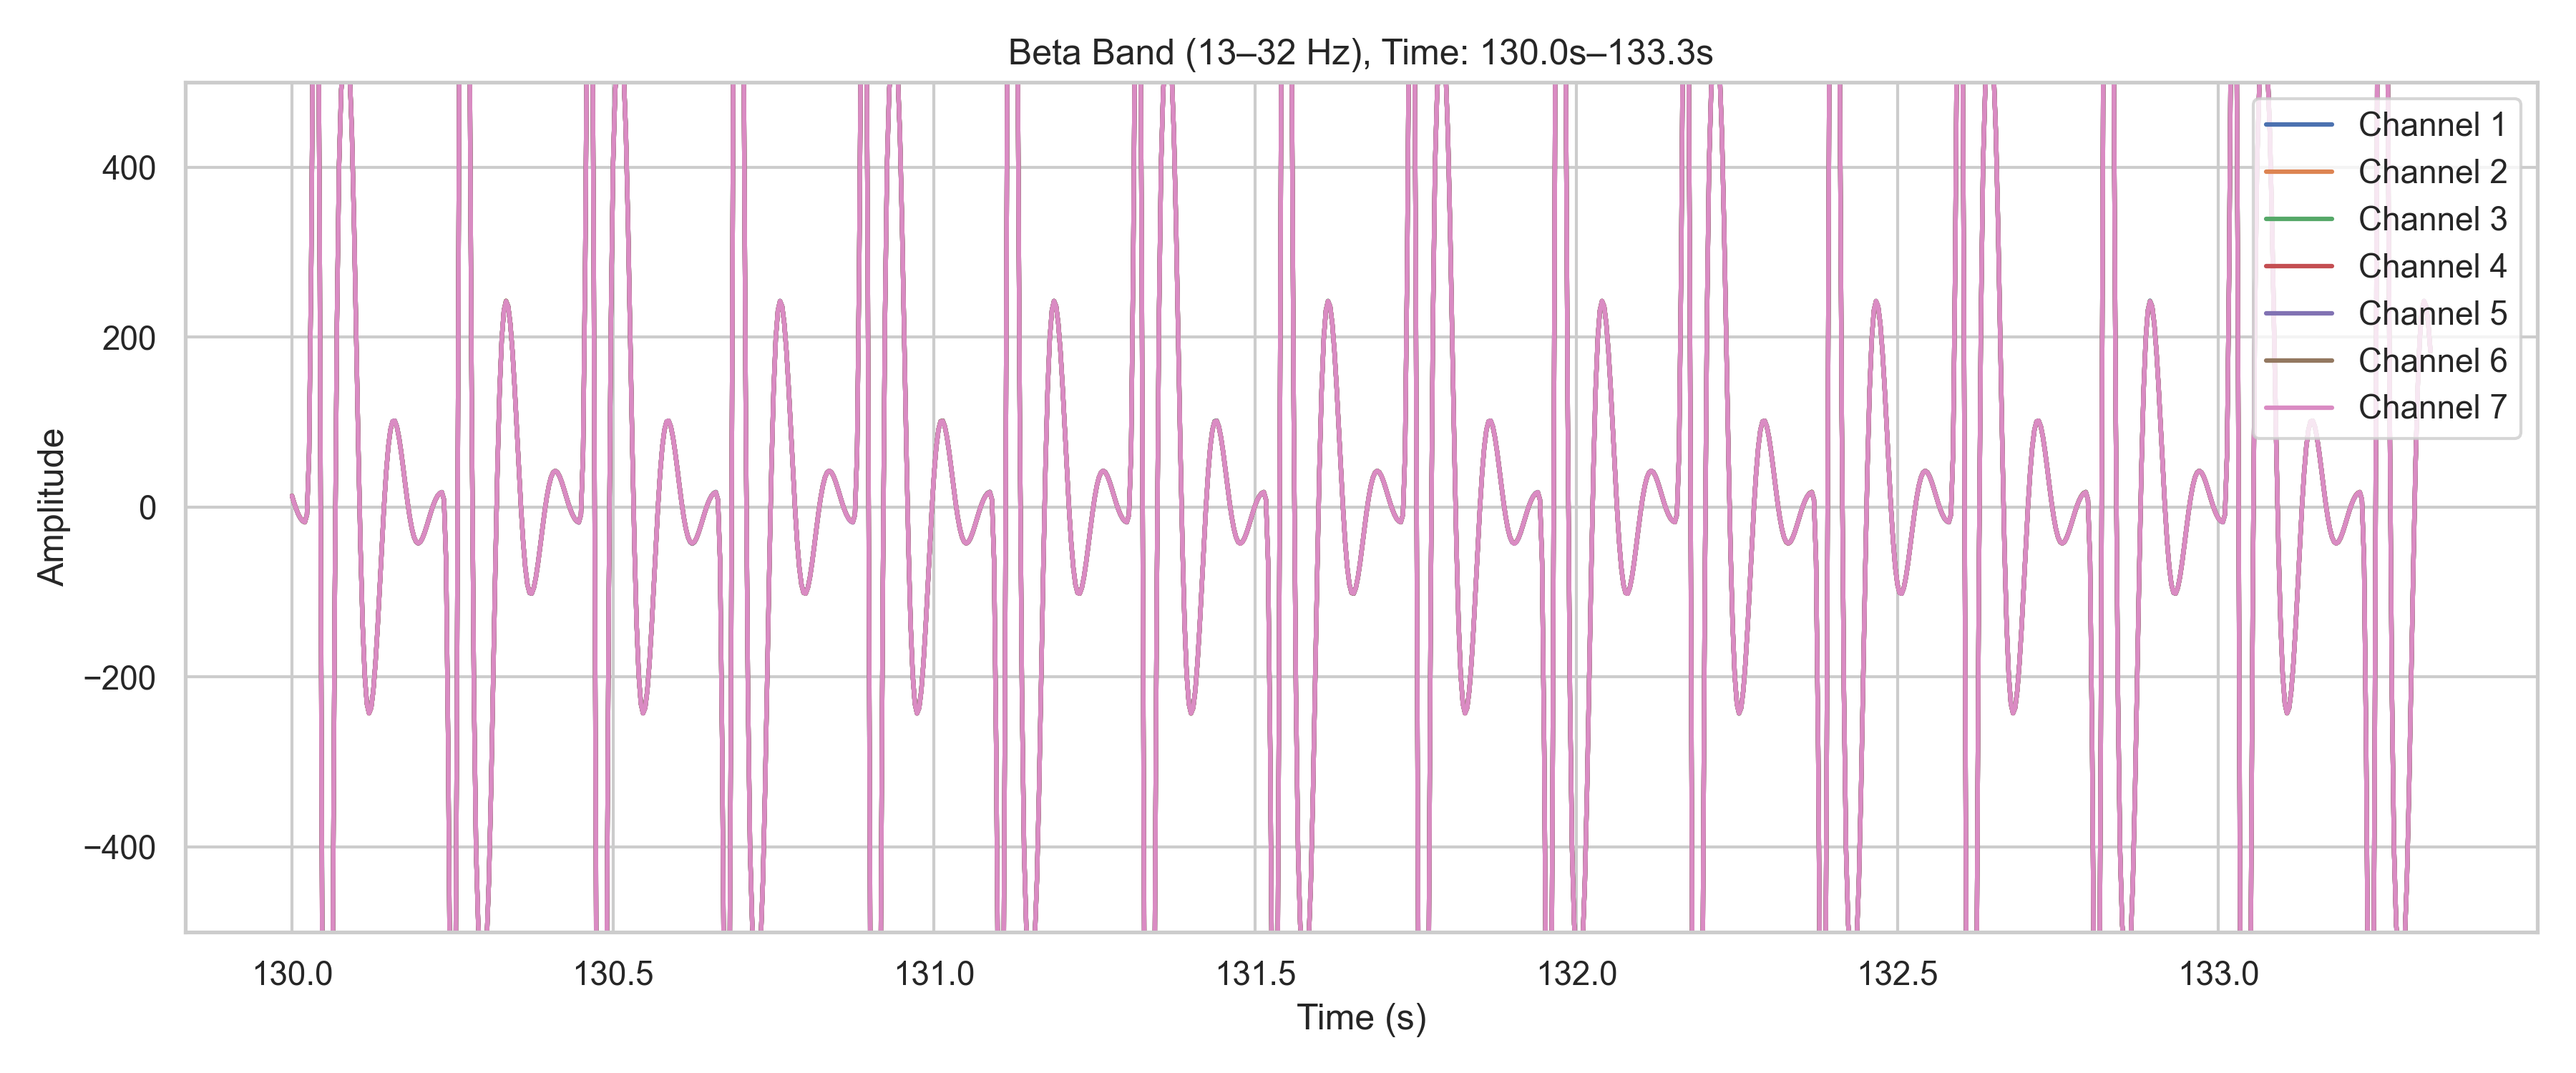 Beta Band (13–32 Hz), Time: 130.0s–133.3s
Channel 1
Channel 2
Channel 3
Channel 4
Channel 5
Channel 6
Channel 7
Amplitude
400
200
0
−200
−400
130.0 130.5 131.0 131.5 132.0 132.5 133.0
Time (s)